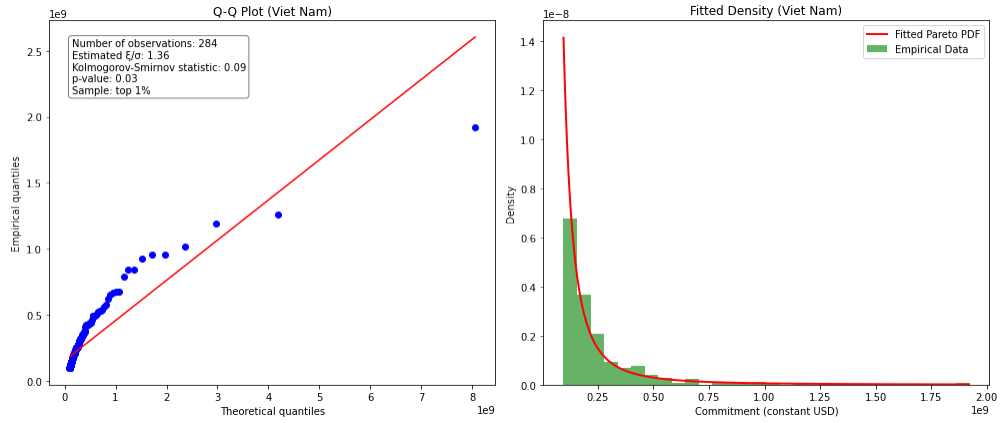 Q-Q Plot (Viet Nam)
1e9
Number of observations: 284
Estimated ξ/σ: 1.36
Kolmogorov-Smirnov statistic: 0.09
p-value: 0.03
Sample: top 1%
2.5
2.0
1.5
1.0
0.5
0.0
Empirical quantiles
0 1 2 3 4 5 6 7 8
1e9
Theoretical quantiles
Fitted Density (Viet Nam)
1e-8
Fitted Pareto PDF
Empirical Data
1.4
1.2
1.0
0.8
0.6
0.4
0.2
0.0
Density
0.25 0.50 0.75 1.00 1.25 1.50 1.75 2.00
1e9
Commitment (constant USD)